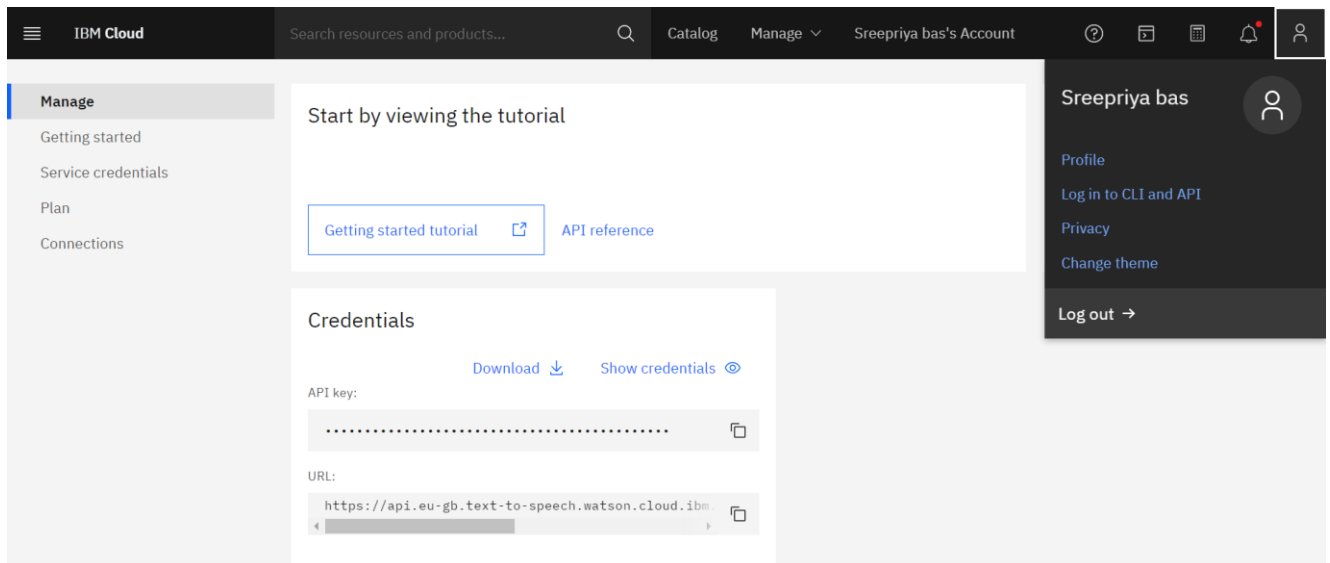 IBM Cloud
Search resources and products...
Catalog
Manage
Sreepriya bas's Account
Manage
Getting started
Service credentials
Plan
Connections
Start by viewing the tutorial
Getting started tutorial
API reference
Credentials
Download
Show credentials
API key:
••••••••••••••••••••••••••••••••••••••••••••
URL:
https://api.eu-gb.text-to-speech.watson.cloud.ibm.
Sreepriya bas
Profile
Log in to CLI and API
Privacy
Change theme
Log out →